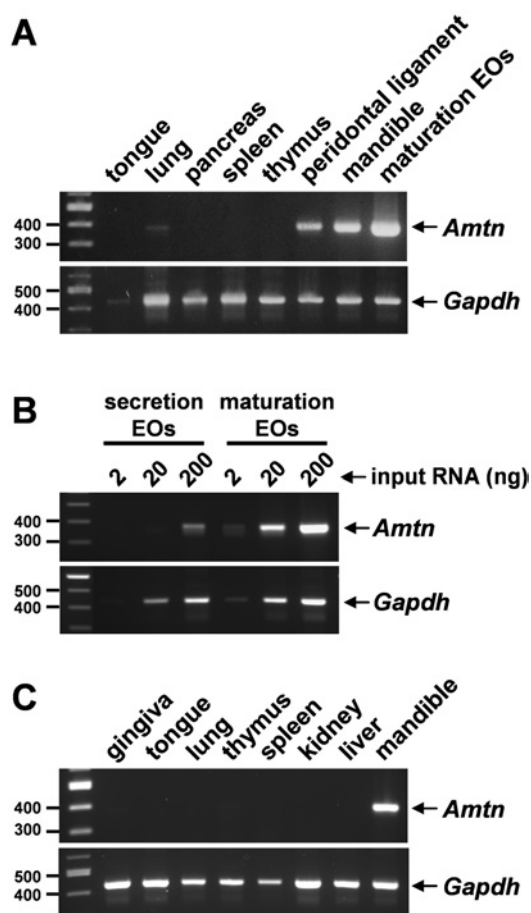 A
tongue
lung
pancreas
spleen
thymus
peridontal ligament
mandible
maturation EOs
400
300
Amtn
500
400
Gapdh
B
secretion EOs
maturation EOs
2 20 200 2 20 200 input RNA (ng)
400
300
Amtn
500
400
Gapdh
C
gingiva
tongue
lung
thymus
spleen
kidney
liver
mandible
400
300
Amtn
500
400
Gapdh